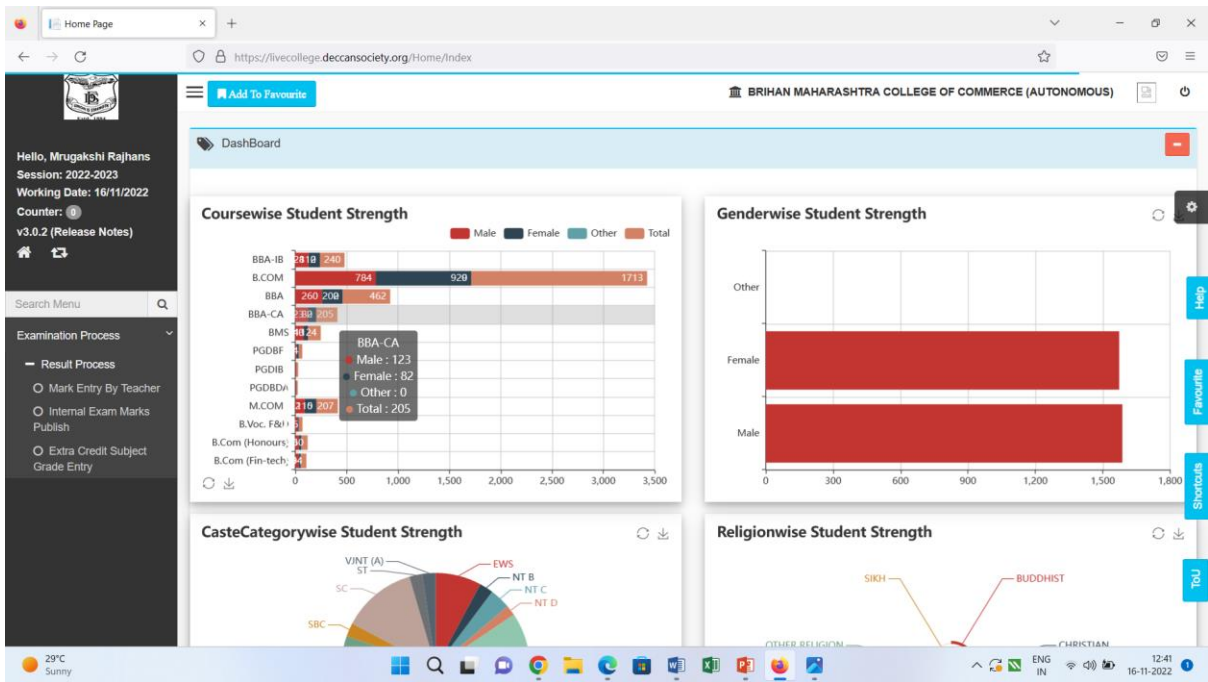 Home Page
https://livecollege.deccansociety.org/Home/Index
Add To Favourite
BRIHAN MAHARASHTRA COLLEGE OF COMMERCE (AUTONOMOUS)
Hello, Mrugakshi Rajhans
Session: 2022-2023
Working Date: 16/11/2022
Counter: 0
v3.0.2 (Release Notes)
Search Menu
Examination Process
Result Process
Mark Entry By Teacher
Internal Exam Marks
Publish
Extra Credit Subject
Grade Entry
DashBoard
Coursewise Student Strength
Male Female Other Total
BBA-IB 240
B.COM 784 929 1713
BBA 260 200 462
BBA-CA 205
BMS
PGDBF
PGDIB
PGDBDA
M.COM 207
B.Voc. F&
B.Com (Honours)
B.Com (Fin-tech)
BBA-CA
Male : 123
Female : 82
Other : 0
Total : 205
0 500 1,000 1,500 2,000 2,500 3,000 3,500
Genderwise Student Strength
Other
Female
Male
0 300 600 900 1,200 1,500 1,800
Help
Favourite
Shortcuts
ToU
CasteCategorywise Student Strength
VJNT (A)
ST
SC
SBC
EWS
NT B
NT C
NT D
Religionwise Student Strength
SIKH
BUDDHIST
OTHER RELIGION
CHRISTIAN
29°C
Sunny
ENG
IN
12:41
16-11-2022
1